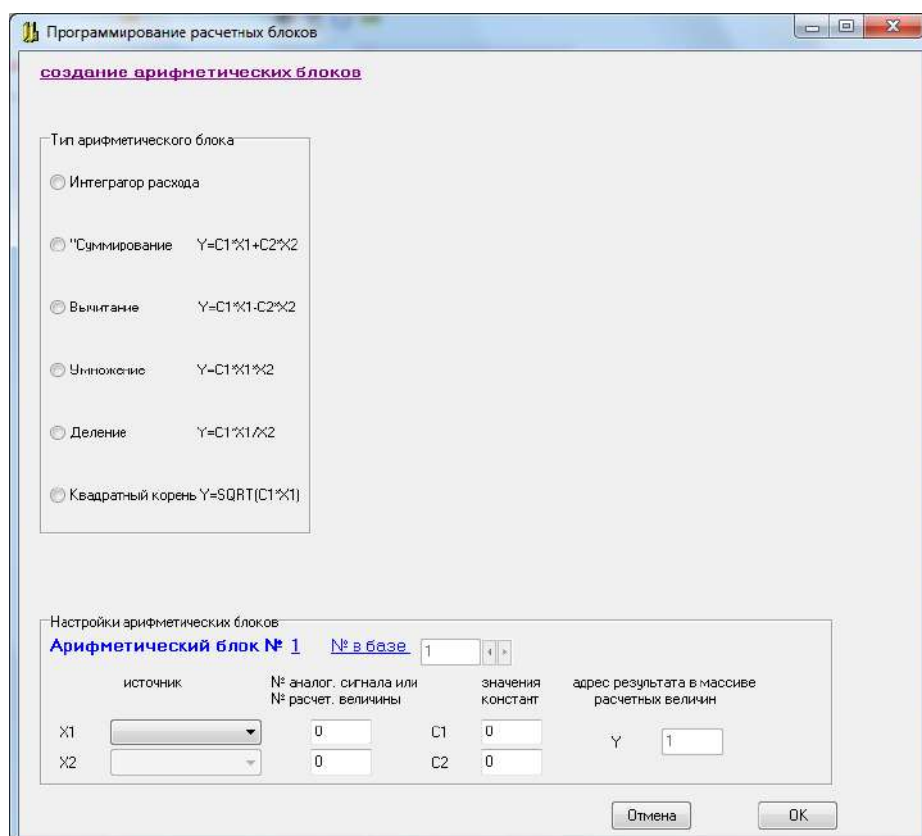 Программирование расчетных блоков
создание арифметических блоков
Тип арифметического блока
Интегратор расхода
"Суммирование Y=C1*X1+C2*X2
Вычитание Y=C1*X1-C2*X2
Умножение Y=C1*X1*X2
Деление Y=C1*X1/X2
Квадратный корень Y=SQRT(C1*X1)
Настройки арифметических блоков
Арифметический блок № 1 № в базе 1
источник № аналог. сигнала или значения адрес результата в массиве
№ расчет. величины констант расчетных величин
X1 0 C1 0 Y 1
X2 0 C2 0
Отмена OK